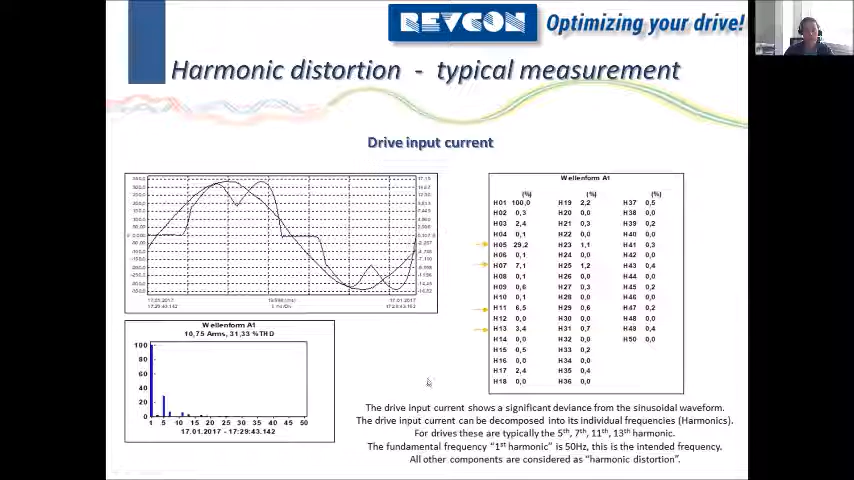 REVCON Optimizing your drive!
Harmonic distortion - typical measurement
Drive input current
Wellenform A1
(%) (%) (%)
H01 100,0 H19 2,2 H37 0,5
H02 0,3 H20 0,0 H38 0,0
H03 2,4 H21 0,3 H39 0,2
H04 0,1 H22 0,0 H40 0,0
H05 29,2 H23 1,1 H41 0,3
H06 0,1 H24 0,0 H42 0,0
H07 7,1 H25 1,2 H43 0,4
H08 0,1 H26 0,0 H44 0,0
H09 0,6 H27 0,3 H45 0,2
H10 0,1 H28 0,0 H46 0,0
H11 6,5 H29 0,6 H47 0,2
H12 0,0 H30 0,0 H48 0,0
H13 3,4 H31 0,7 0,4
H14 0,0 H32 0,0 H50 0,0
H15 0,5 H33 0,2
H16 0,0 H34 0,0
H17 2,4 H35 0,4
H18 0,0 H36 0,0
17.01.2017 17.01.2017
17:29:43.142
Wellenform A1
10,75 Arms, 31,33 %THD
100
80
60
40
20
0
1 5 10 15 20 25 30 35 40 45 50
17.01.2017 - 17:29:43.142
The drive input current shows a significant deviance from the sinusoidal waveform.
The drive input current can be decomposed into its individual frequencies (Harmonics).
For drives these are typically the 5th, 7th, 11th, 13th harmonic.
The fundamental frequency “1st harmonic” is 50Hz, this is the intended frequency.
All other components are considered as “harmonic distortion”.